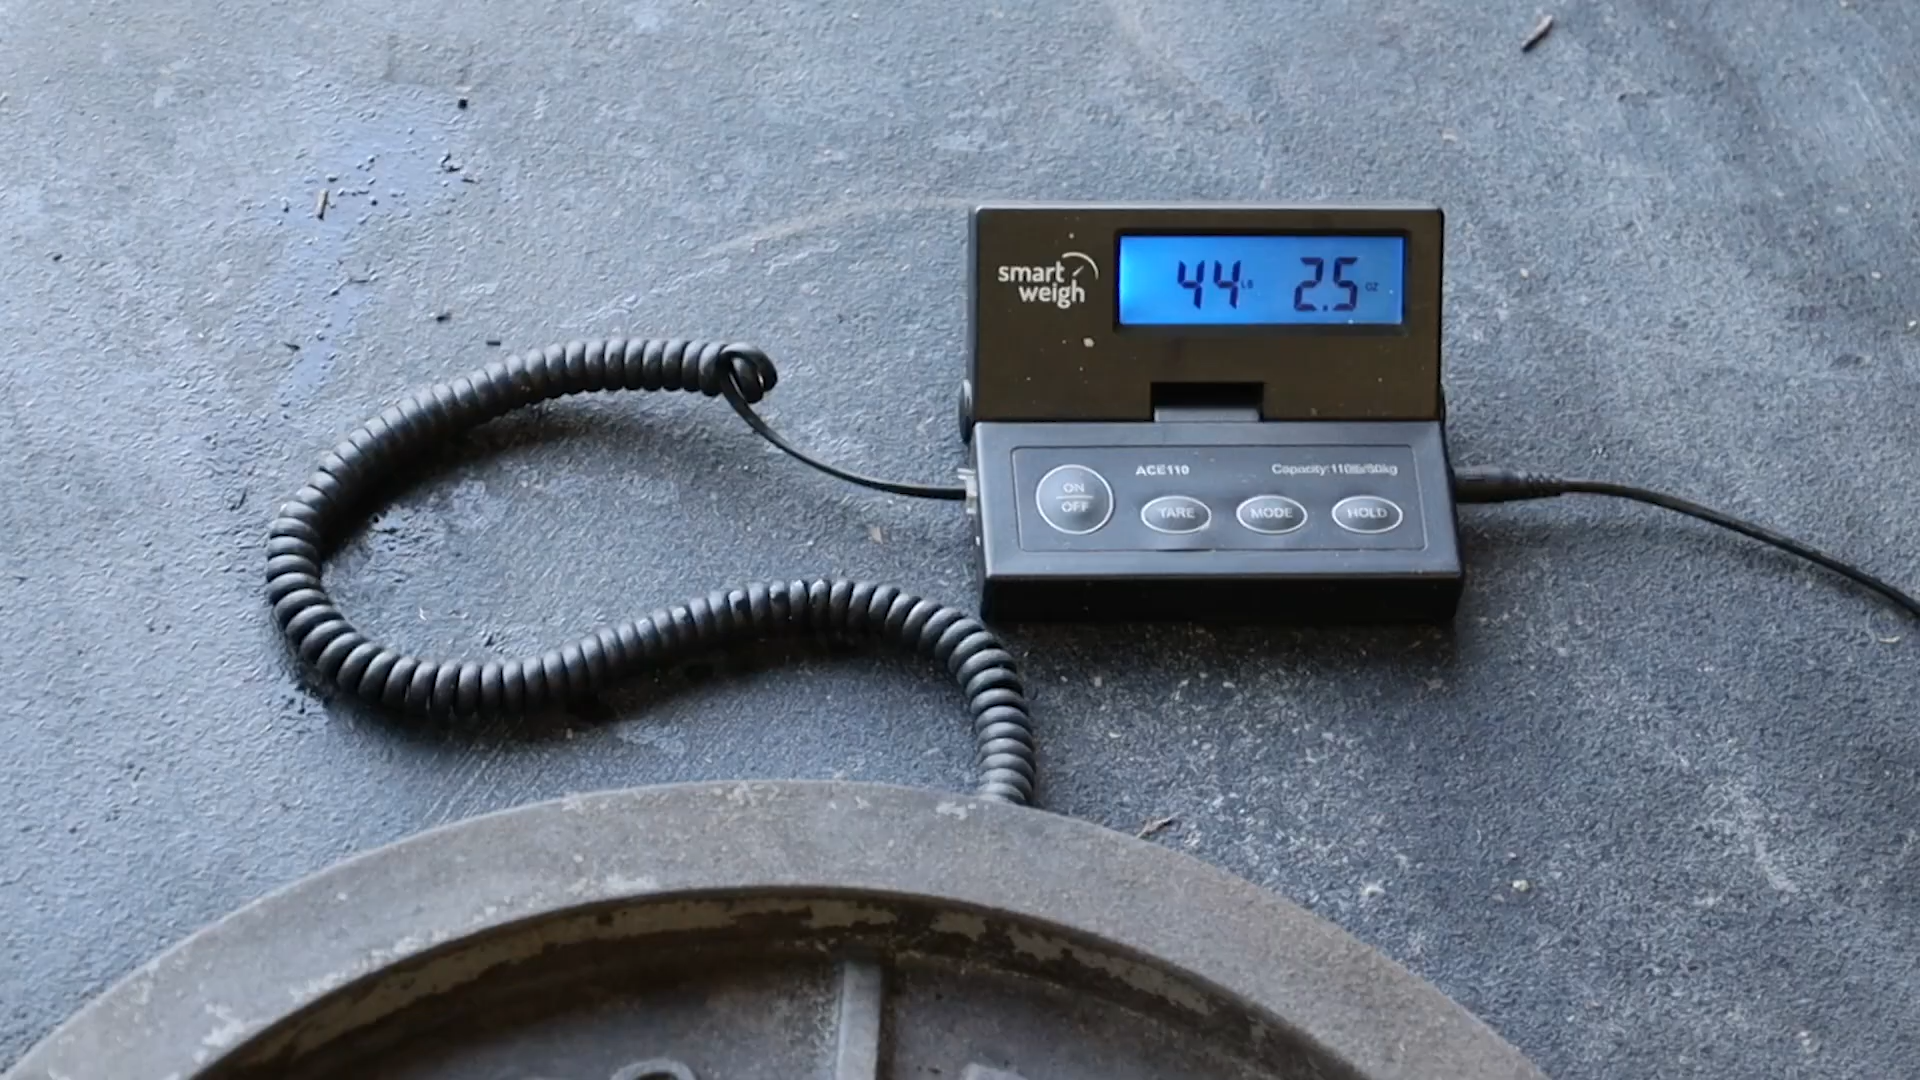 smart
weigh
44 LB 2.5 OZ
ACE110
Capacity:110lb/50kg
ON
OFF
TARE
MODE
HOLD